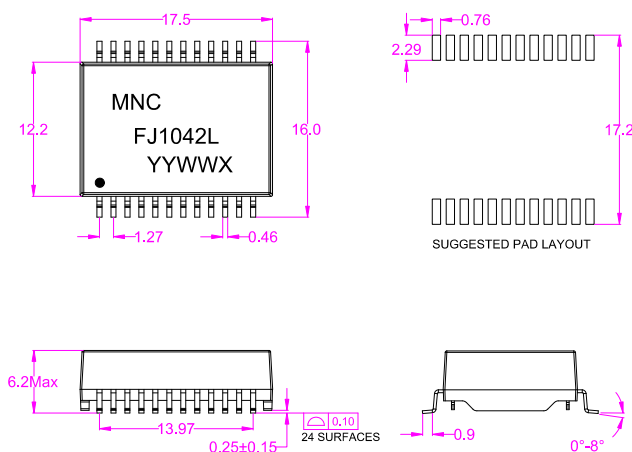 17.5
0.76
2.29
MNC
FJ1042L
YYWWX
12.2
16.0
17.2
1.27
0.46
SUGGESTED PAD LAYOUT
6.2Max
13.97
0.25±0.15
0.10
24 SURFACES
0.9
0°-8°